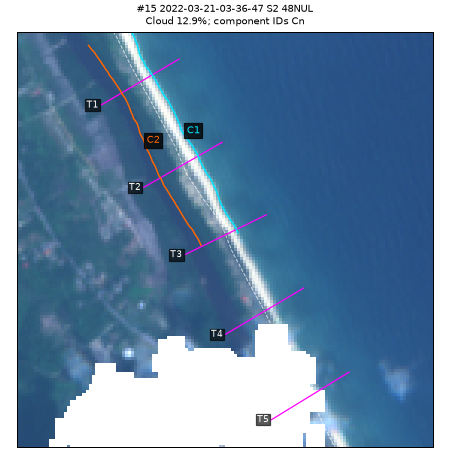 #15 2022-03-21-03-36-47 S2 48NUL
Cloud 12.9%; component IDs Cn
T1
C1
C2
T2
T3
T4
T5